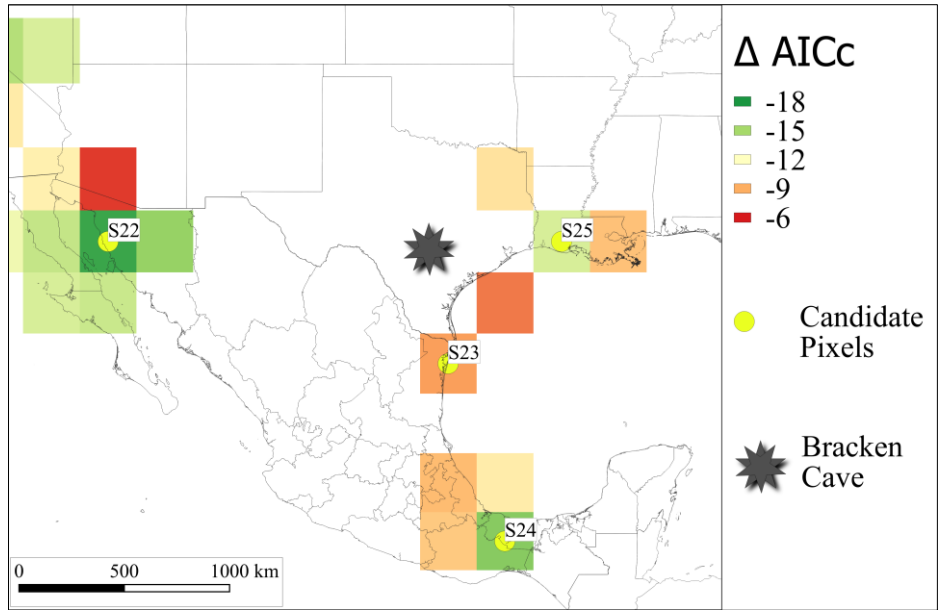 Δ AICc
-18
-15
-12
-9
-6
S22
S25
S23
S24
Candidate
Pixels
Bracken
Cave
0 500 1000 km